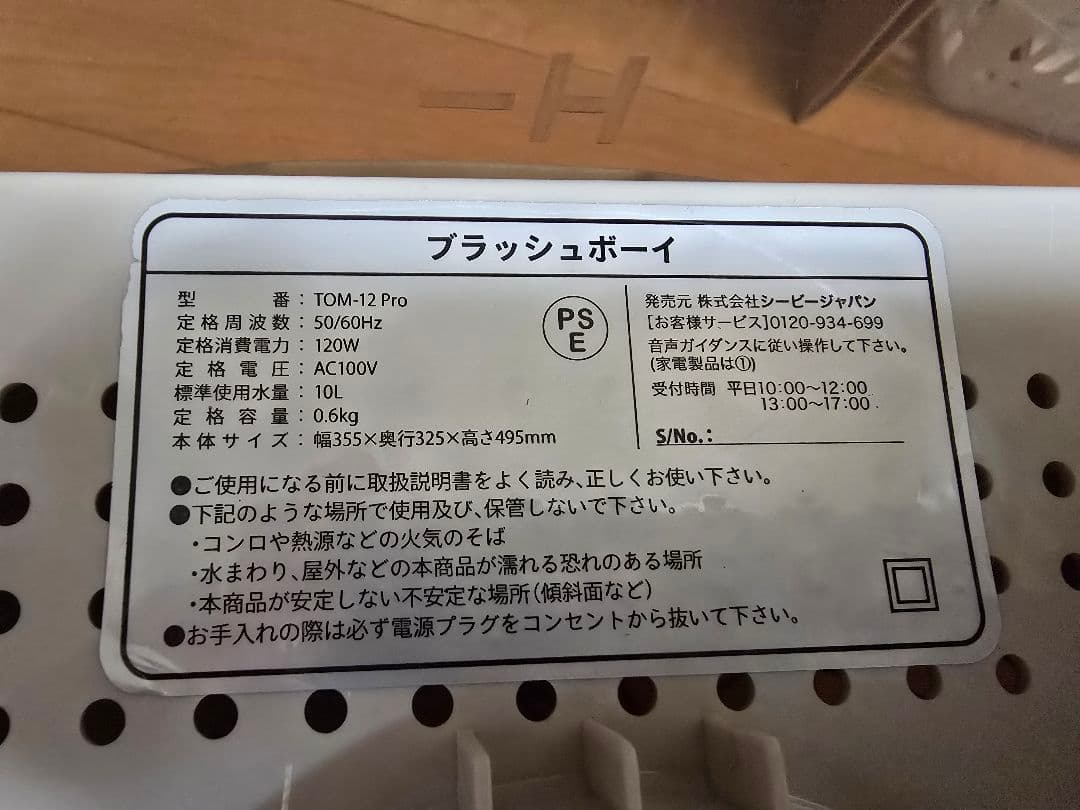 ブラッシュボーイ
型番：TOM-12 Pro
定格周波数：50/60Hz
定格消費電力：120W
定格電圧：AC100V
標準使用水量：10L
定格容量：0.6kg
本体サイズ：幅355×奥行325×高さ495mm
PS
E
発売元 株式会社シービージャパン
［お客様サービス］0120-934-699
音声ガイダンスに従い操作して下さい。
(家電製品は①)
受付時間 平日10:00～12:00
13:00～17:00
S/No.：
●ご使用になる前に取扱説明書をよく読み、正しくお使い下さい。
●下記のような場所で使用及び、保管しないで下さい。
・コンロや熱源などの火気のそば
・水まわり、屋外などの本商品が濡れる恐れのある場所
・本商品が安定しない不安定な場所（傾斜面など）
●お手入れの際は必ず電源プラグをコンセントから抜いて下さい。